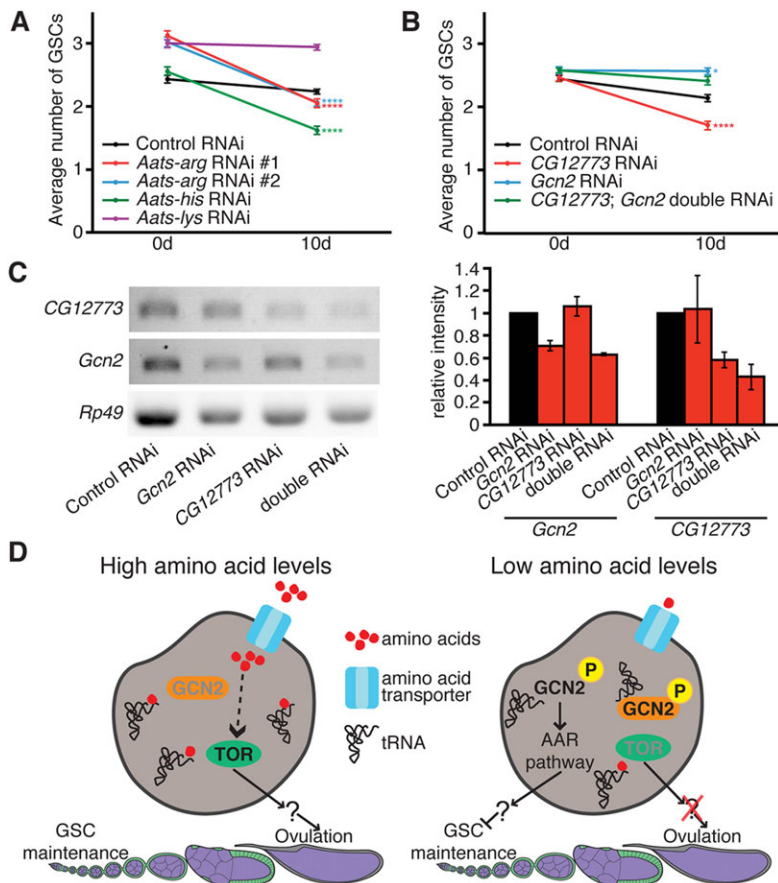 A
Average number of GSCs
3
2
1
0d
10d
****
****
****
Control RNAi
Aats-arg RNAi #1
Aats-arg RNAi #2
Aats-his RNAi
Aats-lys RNAi
B
Average number of GSCs
3
2
1
0d
10d
*
****
Control RNAi
CG12773 RNAi
Gcn2 RNAi
CG12773; Gcn2 double RNAi
C
CG12773
Gcn2
Rp49
Control RNAi
Gcn2 RNAi
CG12773 RNAi
double RNAi
relative intensity
1.4
1.2
1
0.8
0.6
0.4
0.2
0
Control RNAi
Gcn2 RNAi
CG12773 RNAi
double RNAi
Control RNAi
Gcn2 RNAi
CG12773 RNAi
double RNAi
Gcn2
CG12773
D
High amino acid levels
GCN2
TOR
?
GSC
maintenance
Ovulation
amino acids
amino acid
transporter
tRNA
Low amino acid levels
P
GCN2
P
GCN2
AAR
pathway
TOR
?
?
GSC
maintenance
Ovulation